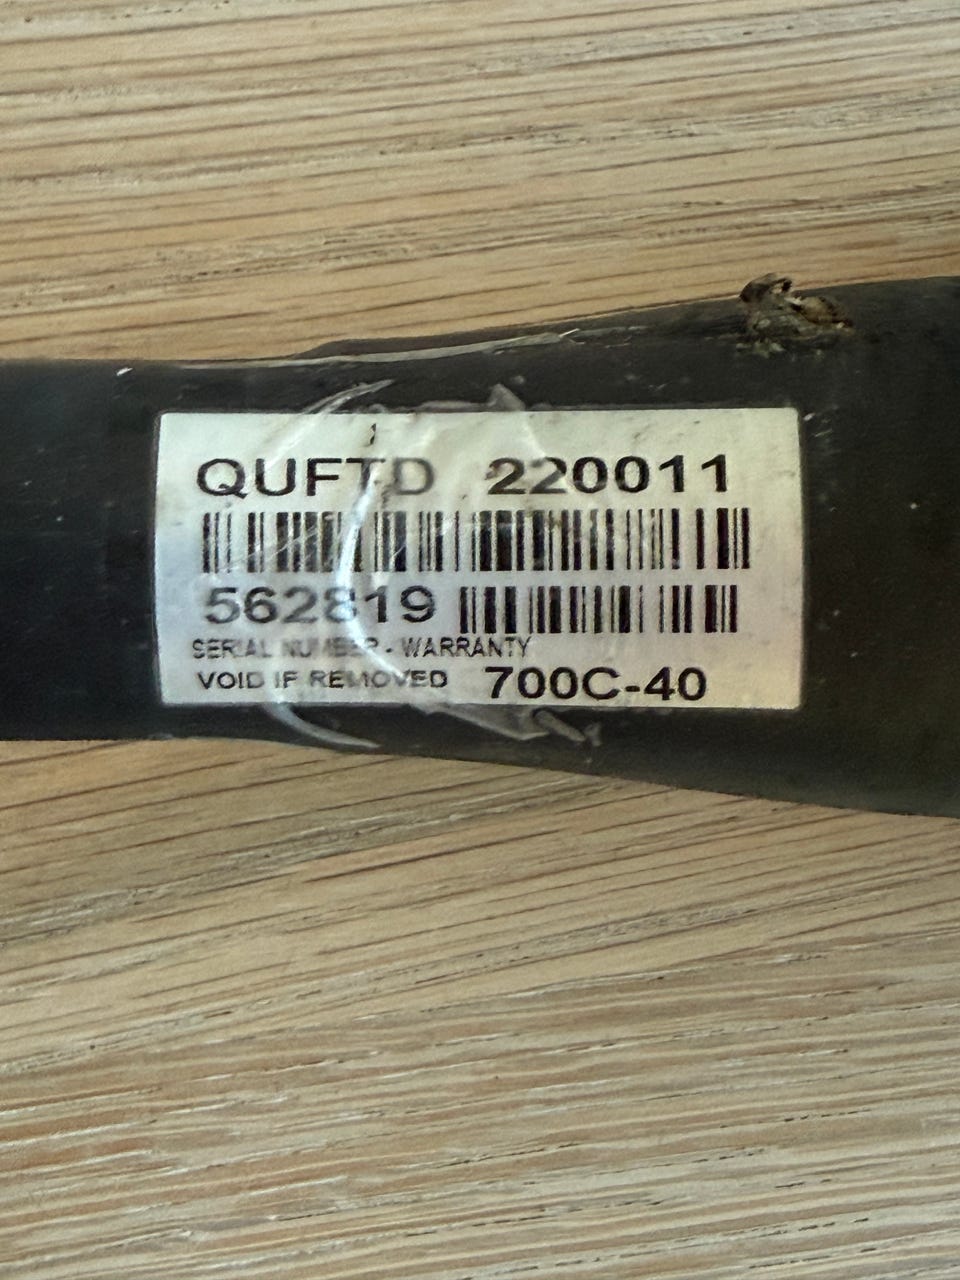 QUFTD 220011
562819
SERIAL NUMBER - WARRANTY
VOID IF REMOVED 700C-40